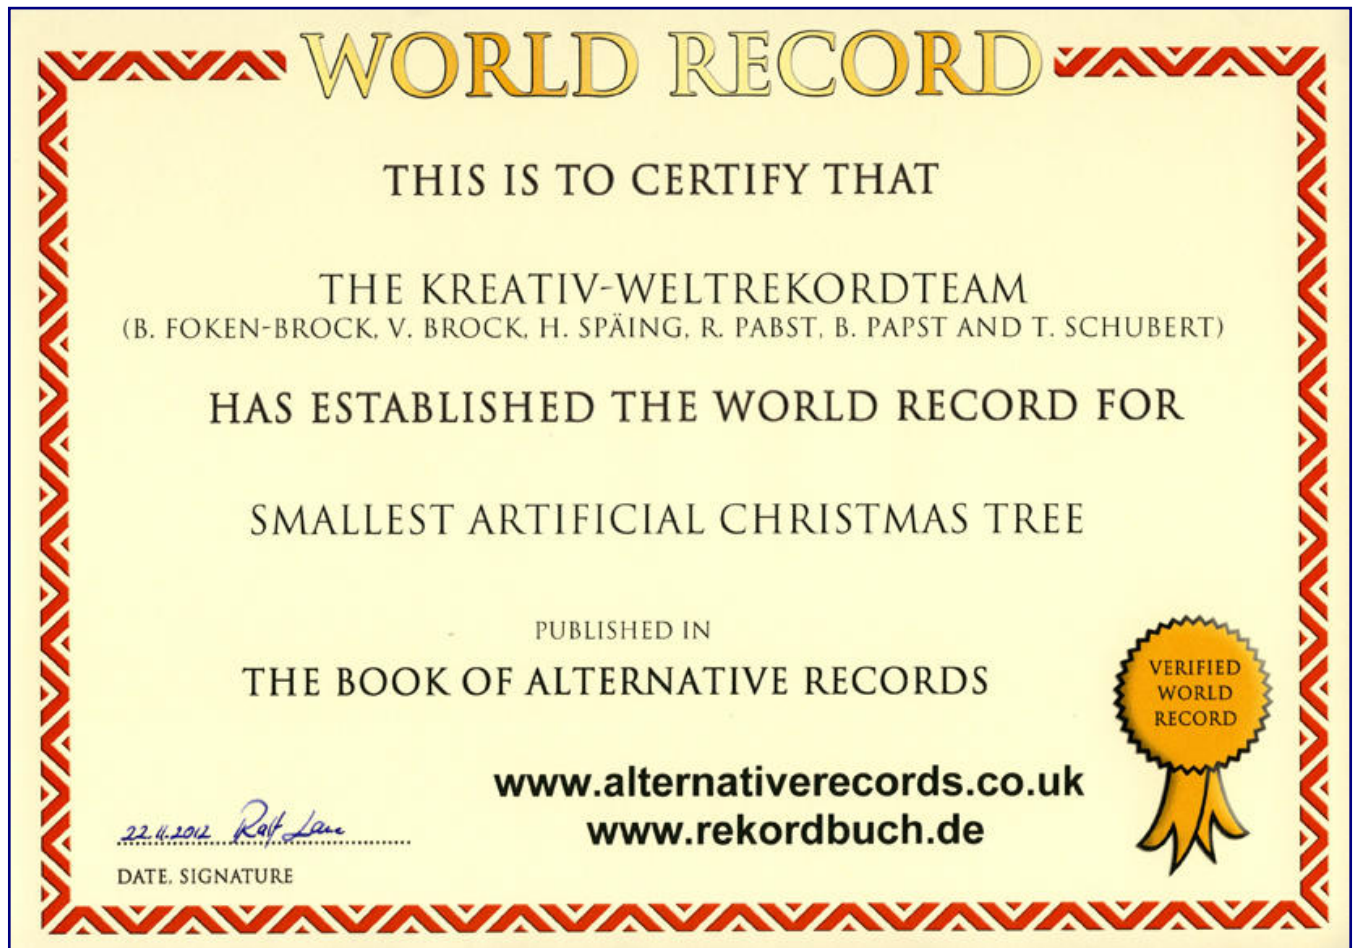 WORLD RECORD
THIS IS TO CERTIFY THAT
THE KREATIV-WELTREKORDTEAM
(B. FOKEN-BROCK, V. BROCK, H. SPÄING, R. PABST, B. PAPST AND T. SCHUBERT)
HAS ESTABLISHED THE WORLD RECORD FOR
SMALLEST ARTIFICIAL CHRISTMAS TREE
PUBLISHED IN
THE BOOK OF ALTERNATIVE RECORDS
VERIFIED
WORLD
RECORD
www.alternativerecords.co.uk
www.rekordbuch.de
22.11.2012 Ralf
DATE, SIGNATURE